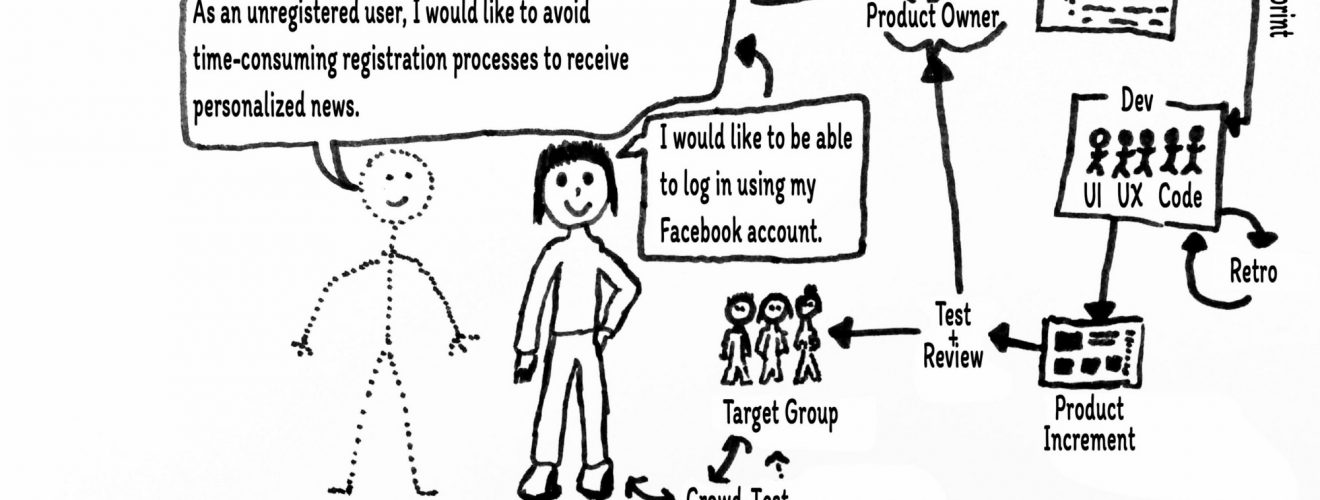 As an unregistered user, I would like to avoid
time-consuming registration processes to receive
personalized news.
I would like to be able
to log in using my
Facebook account.
Product Owner
Dev
UI UX Code
Retro
Test
+
Review
Target Group
Product
Increment
Crowd Test